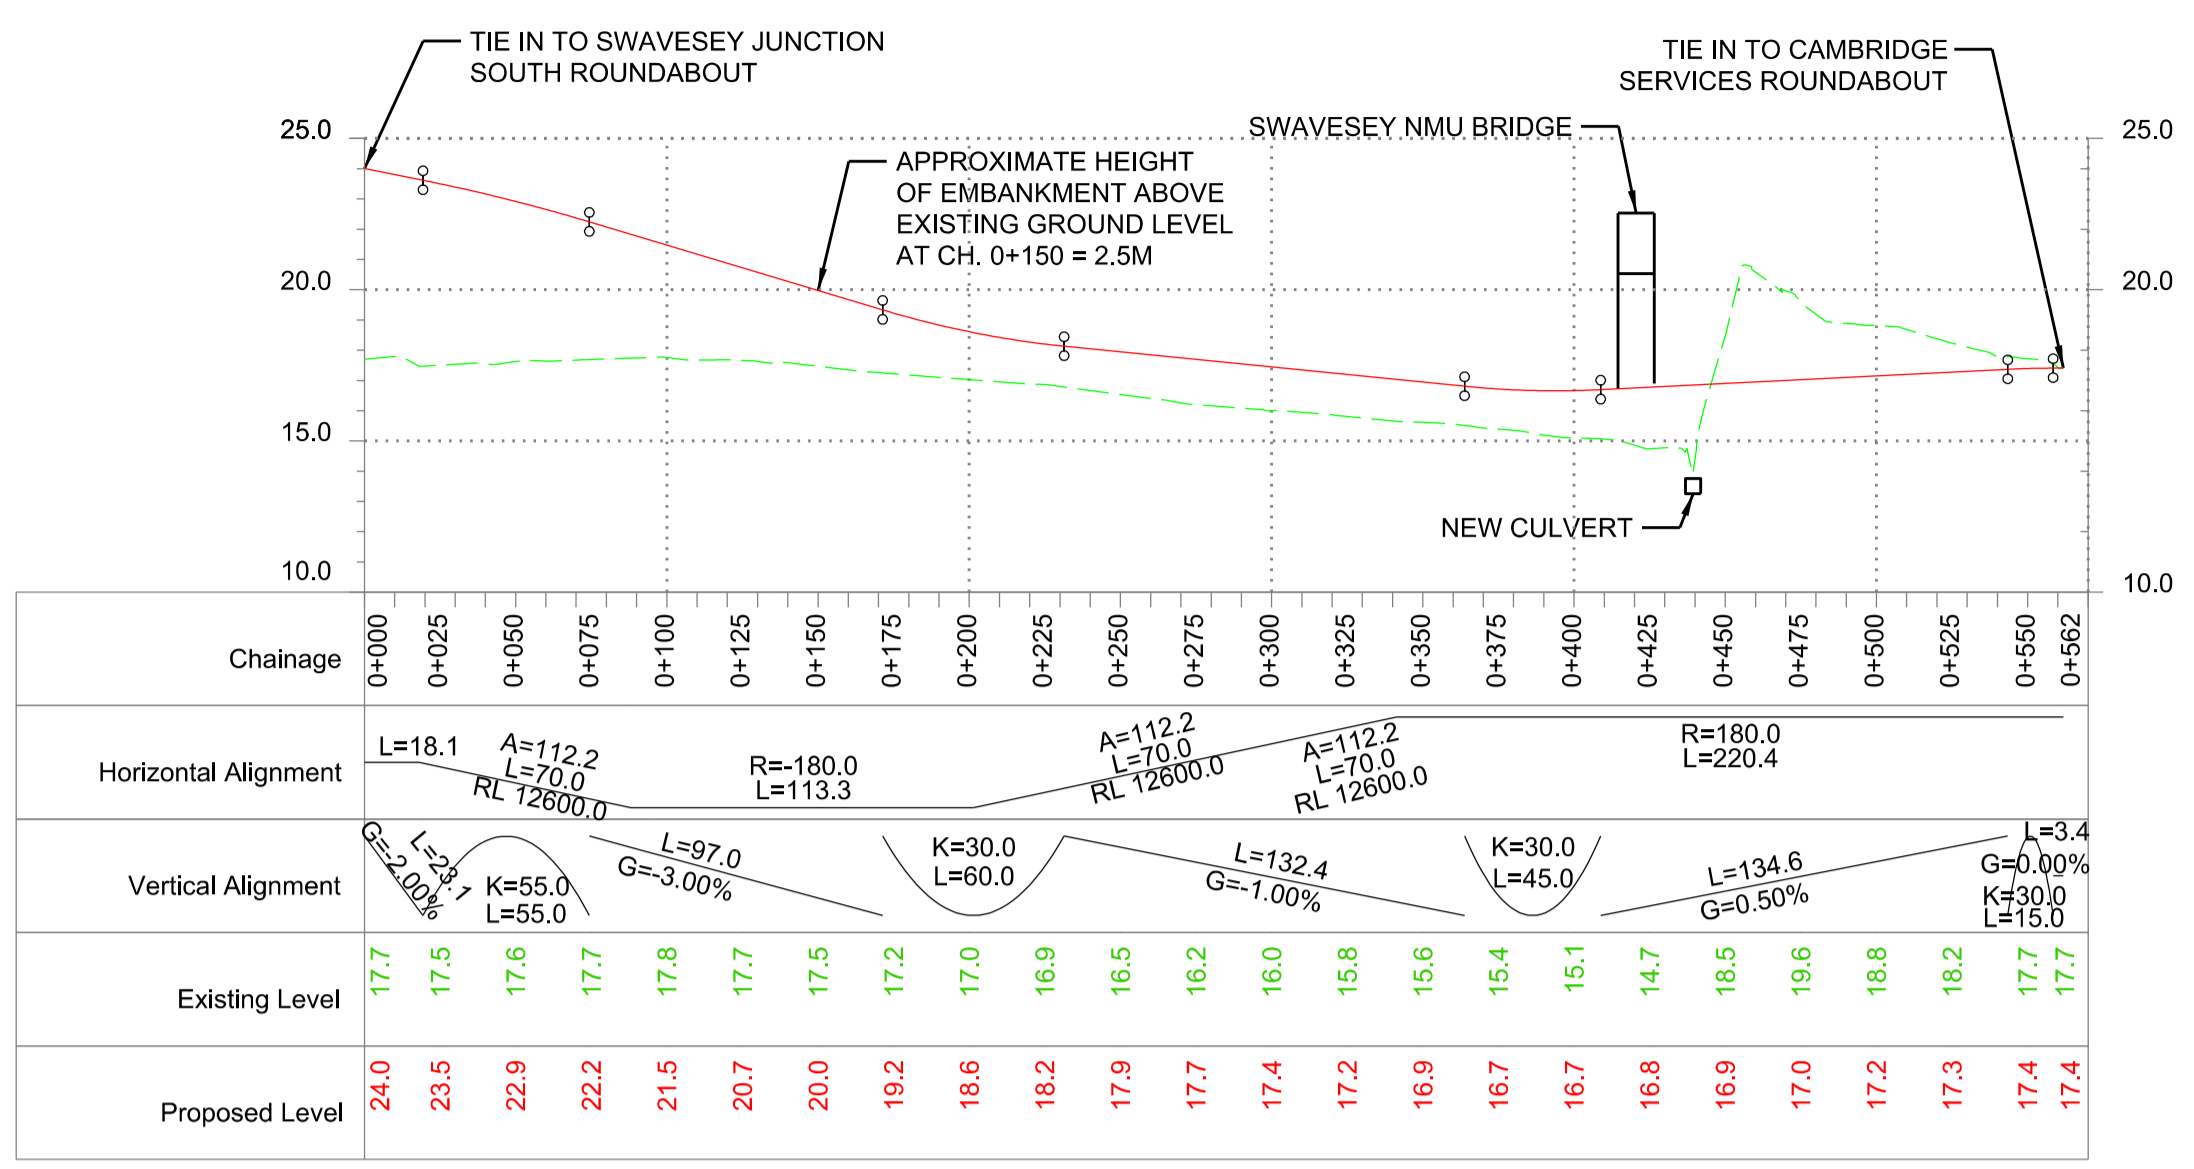 TIE IN TO SWAVESEY JUNCTION
SOUTH ROUNDABOUT
TIE IN TO CAMBRIDGE
SERVICES ROUNDABOUT
SWAVESEY NMU BRIDGE
APPROXIMATE HEIGHT
OF EMBANKMENT ABOVE
EXISTING GROUND LEVEL
AT CH. 0+150 = 2.5M
NEW CULVERT
25.0
20.0
15.0
10.0
25.0
20.0
15.0
10.0
Chainage
0+000 0+025 0+050 0+075 0+100 0+125 0+150 0+175 0+200 0+225 0+250 0+275 0+300 0+325 0+350 0+375 0+400 0+425 0+450 0+475 0+500 0+525 0+550 0+562
Horizontal Alignment
L=18.1
A=112.2
L=70.0
RL 12600.0
R=-180.0
L=113.3
A=112.2
L=70.0
RL 12600.0
A=112.2
L=70.0
RL 12600.0
R=180.0
L=220.4
Vertical Alignment
G=-2.00%
L=23.1
K=55.0
L=55.0
L=97.0
G=-3.00%
K=30.0
L=60.0
L=132.4
G=-1.00%
K=30.0
L=45.0
L=134.6
G=0.50%
L=3.4
G=0.00%
K=30.0
L=15.0
Existing Level
17.7 17.5 17.6 17.7 17.8 17.7 17.5 17.2 17.0 16.9 16.5 16.2 16.0 15.8 15.6 15.4 15.1 14.7 18.5 19.6 18.8 18.2 17.7 17.7
Proposed Level
24.0 23.5 22.9 22.2 21.5 20.7 20.0 19.2 18.6 18.2 17.9 17.7 17.4 17.2 16.9 16.7 16.7 16.8 16.9 17.0 17.2 17.3 17.4 17.4